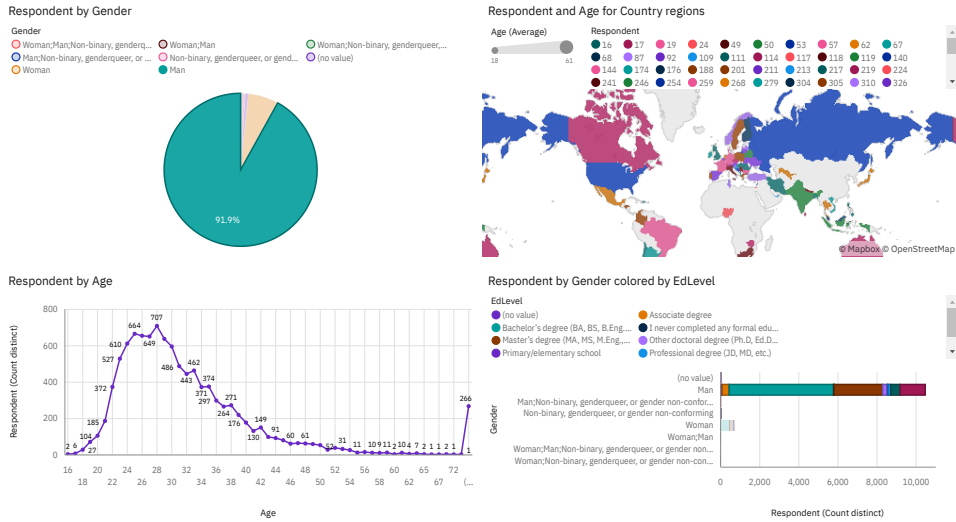 Respondent by Gender
Gender
Woman;Man;Non-binary, genderq...
Woman;Man
Woman;Non-binary, genderqueer,...
Man;Non-binary, genderqueer, or ...
Non-binary, genderqueer, or gend...
(no value)
Woman
Man
91.9%
Respondent and Age for Country regions
Age (Average)
18
61
Respondent
16 17 19 24 49 50 53 57 62 67
68 87 92 109 111 114 117 118 119 140
144 174 176 188 201 211 213 217 219 224
241 246 254 259 268 279 304 305 310 326
© Mapbox © OpenStreetMap
Respondent by Age
Respondent (Count distinct)
800
600
400
200
0
2 6 27 104 185 372 527 610 664 649 707 486 443 462 371 297 374 264 271 176 130 149 91 60 61 52 31 11 10 9 11 2 10 4 7 2 1 1 2 1 266 1
16 18 20 22 24 26 28 30 32 34 36 38 40 42 44 46 48 50 52 54 56 58 60 62 67 72 (...
Age
Respondent by Gender colored by EdLevel
EdLevel
(no value)
Associate degree
Bachelor's degree (BA, BS, B.Eng....
I never completed any formal edu...
Master's degree (MA, MS, M.Eng.,...
Other doctoral degree (Ph.D, Ed.D...
Primary/elementary school
Professional degree (JD, MD, etc.)
Gender
(no value)
Man
Man;Non-binary, genderqueer, or gender non-confor...
Non-binary, genderqueer, or gender non-conforming
Woman
Woman;Man
Woman;Man;Non-binary, genderqueer, or gender non...
Woman;Non-binary, genderqueer, or gender non-con...
0 2,000 4,000 6,000 8,000 10,000
Respondent (Count distinct)